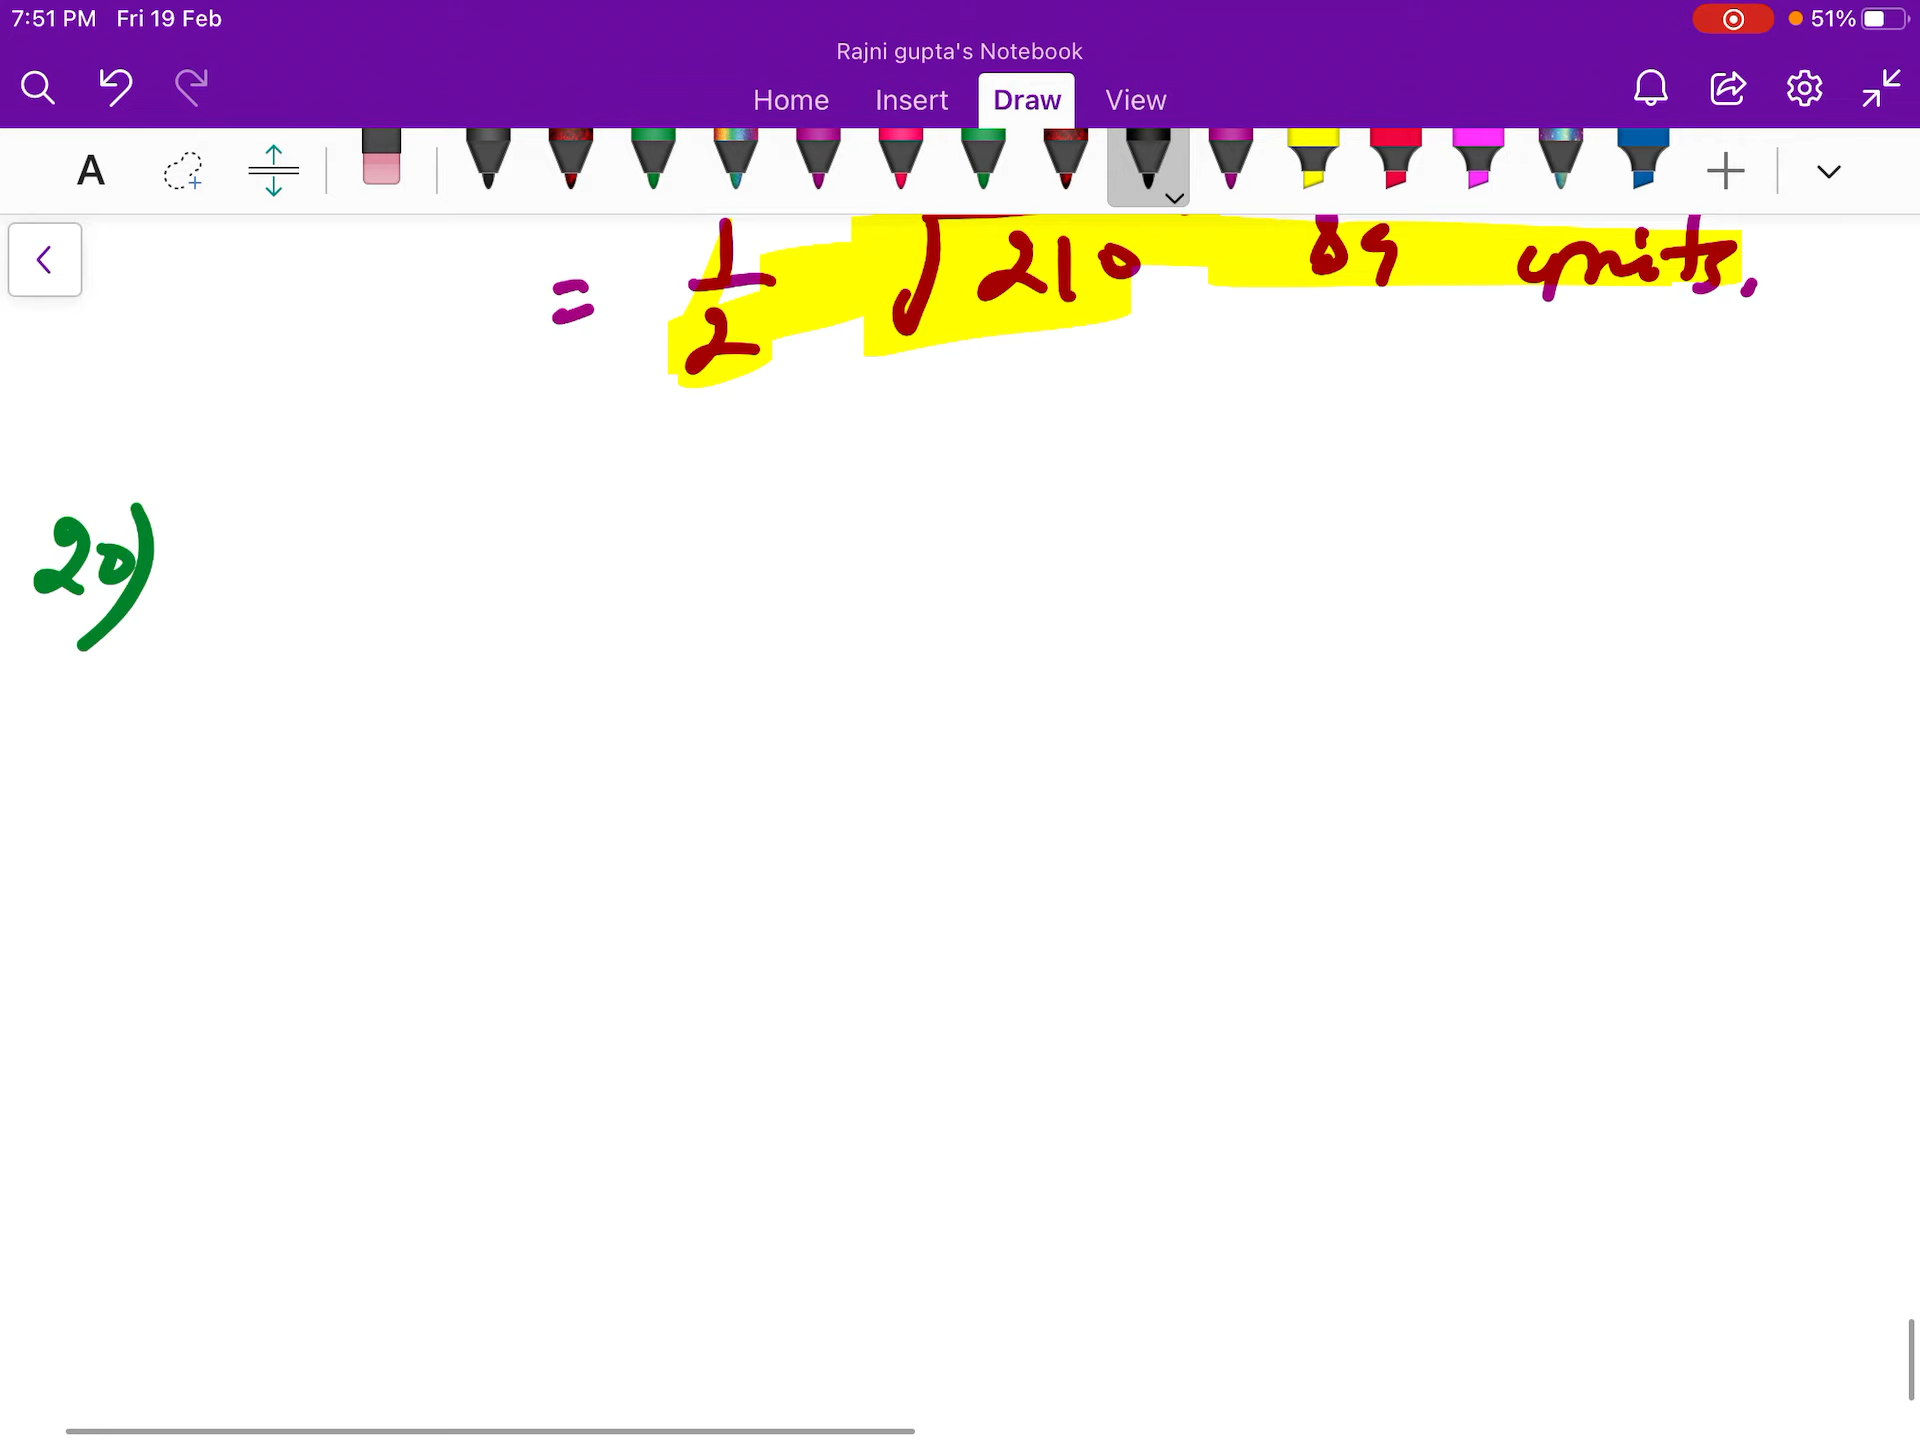 7:51 PM Fri 19 Feb
51%
Rajni gupta's Notebook
Home Insert Draw View
A
= 1/2 √210 89 units.
20)